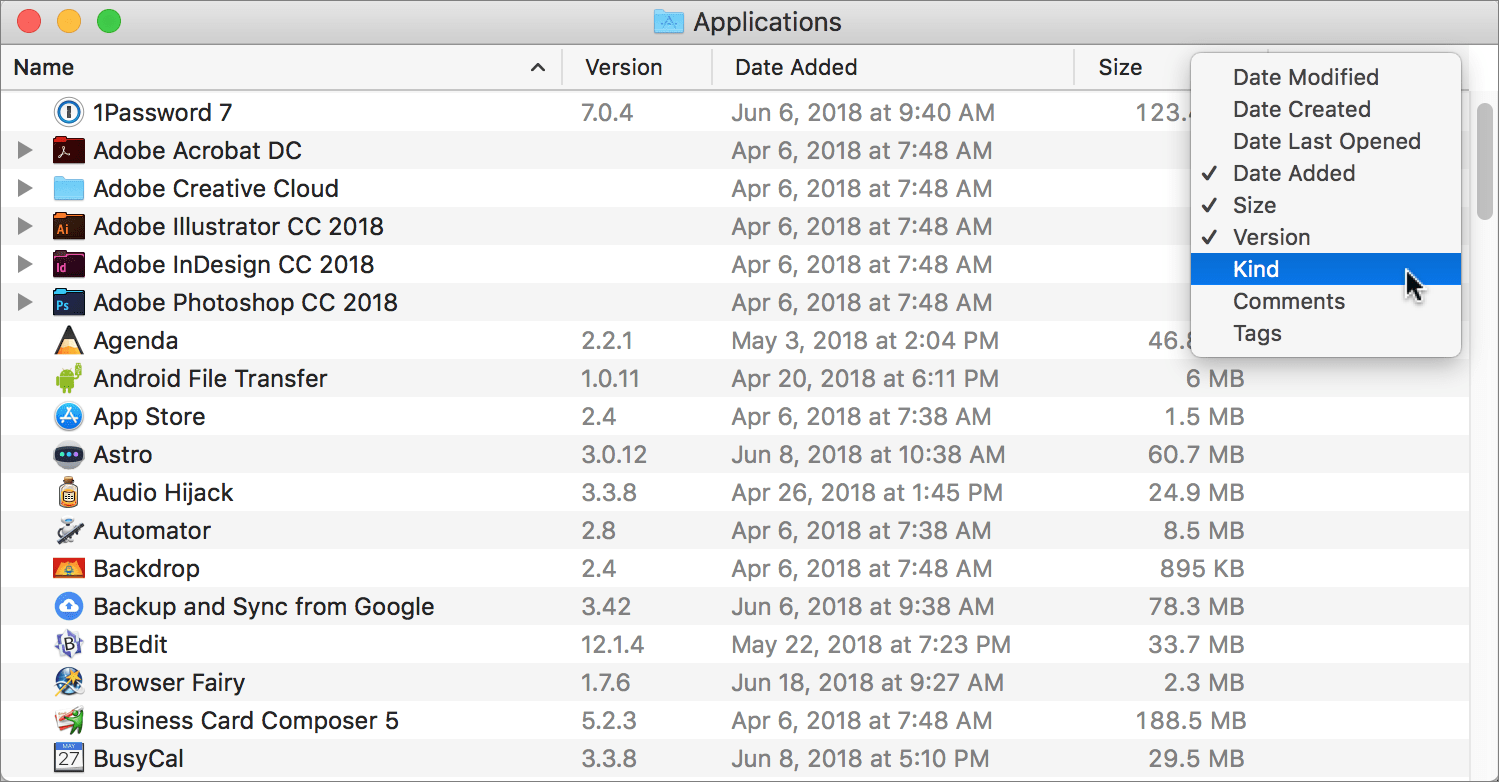 Applications
Name Version Date Added Size
1Password 7 7.0.4 Jun 6, 2018 at 9:40 AM 123.
Adobe Acrobat DC Apr 6, 2018 at 7:48 AM
Adobe Creative Cloud Apr 6, 2018 at 7:48 AM
Adobe Illustrator CC 2018 Apr 6, 2018 at 7:48 AM
Adobe InDesign CC 2018 Apr 6, 2018 at 7:48 AM
Adobe Photoshop CC 2018 Apr 6, 2018 at 7:48 AM
Agenda 2.2.1 May 3, 2018 at 2:04 PM 46.
Android File Transfer 1.0.11 Apr 20, 2018 at 6:11 PM 6 MB
App Store 2.4 Apr 6, 2018 at 7:38 AM 1.5 MB
Astro 3.0.12 Jun 8, 2018 at 10:38 AM 60.7 MB
Audio Hijack 3.3.8 Apr 26, 2018 at 1:45 PM 24.9 MB
Automator 2.8 Apr 6, 2018 at 7:38 AM 8.5 MB
Backdrop 2.4 Apr 6, 2018 at 7:48 AM 895 KB
Backup and Sync from Google 3.42 Jun 6, 2018 at 9:38 AM 78.3 MB
BBEdit 12.1.4 May 22, 2018 at 7:23 PM 33.7 MB
Browser Fairy 1.7.6 Jun 18, 2018 at 9:27 AM 2.3 MB
Business Card Composer 5 5.2.3 Apr 6, 2018 at 7:48 AM 188.5 MB
BusyCal 3.3.8 Jun 8, 2018 at 5:10 PM 29.5 MB
Date Modified
Date Created
Date Last Opened
✓ Date Added
✓ Size
✓ Version
Kind
Comments
Tags
Ai
Id
Ps
B
MAY
27